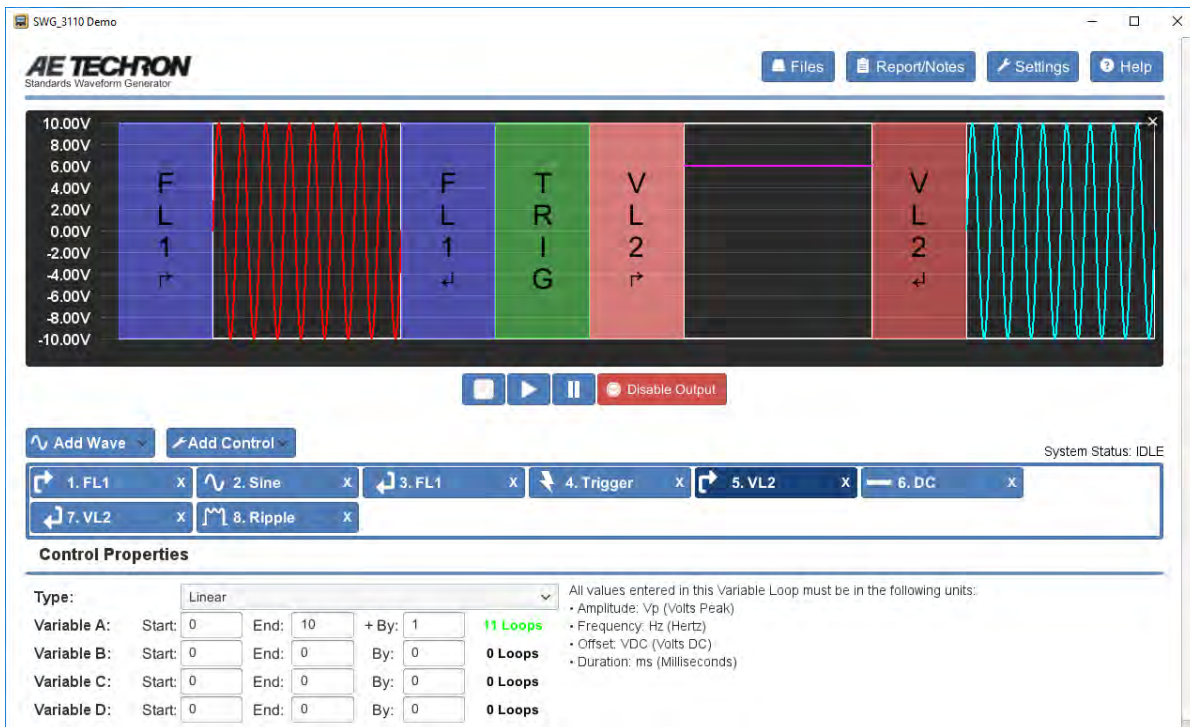 SWG_3110 Demo
AE TECHRON
Standards Waveform Generator
Files Report/Notes Settings Help
10.00V
8.00V
6.00V
4.00V
2.00V
0.00V
-2.00V
-4.00V
-6.00V
-8.00V
-10.00V
FL1 FL1 TRIG VL2 VL2
Disable Output
Add Wave Add Control
System Status: IDLE
1. FL1 x 2. Sine x 3. FL1 x 4. Trigger x 5. VL2 x 6. DC x
7. VL2 x 8. Ripple x
Control Properties
Type: Linear
All values entered in this Variable Loop must be in the following units:
• Amplitude: Vp (Volts Peak)
• Frequency: Hz (Hertz)
• Offset: VDC (Volts DC)
• Duration: ms (Milliseconds)
Variable A: Start: 0 End: 10 + By: 1 11 Loops
Variable B: Start: 0 End: 0 By: 0 0 Loops
Variable C: Start: 0 End: 0 By: 0 0 Loops
Variable D: Start: 0 End: 0 By: 0 0 Loops